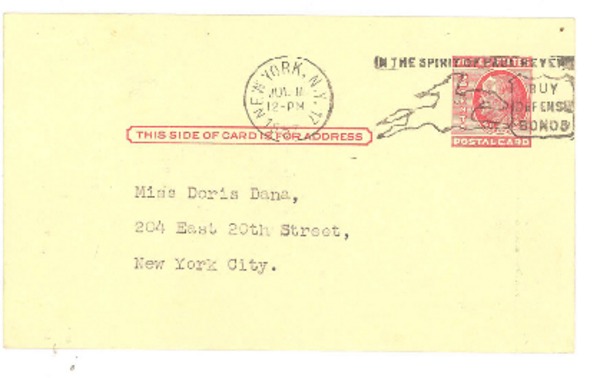 IN THE SPIRIT OF PAUL REVERE
NEW YORK, N.Y. 17
JUL 11
12-PM
BUY
DEFENSE
BONDS
THIS SIDE OF CARD IS FOR ADDRESS
POSTAL CARD
Miss Doris Dana,
204 East 20th Street,
New York City.